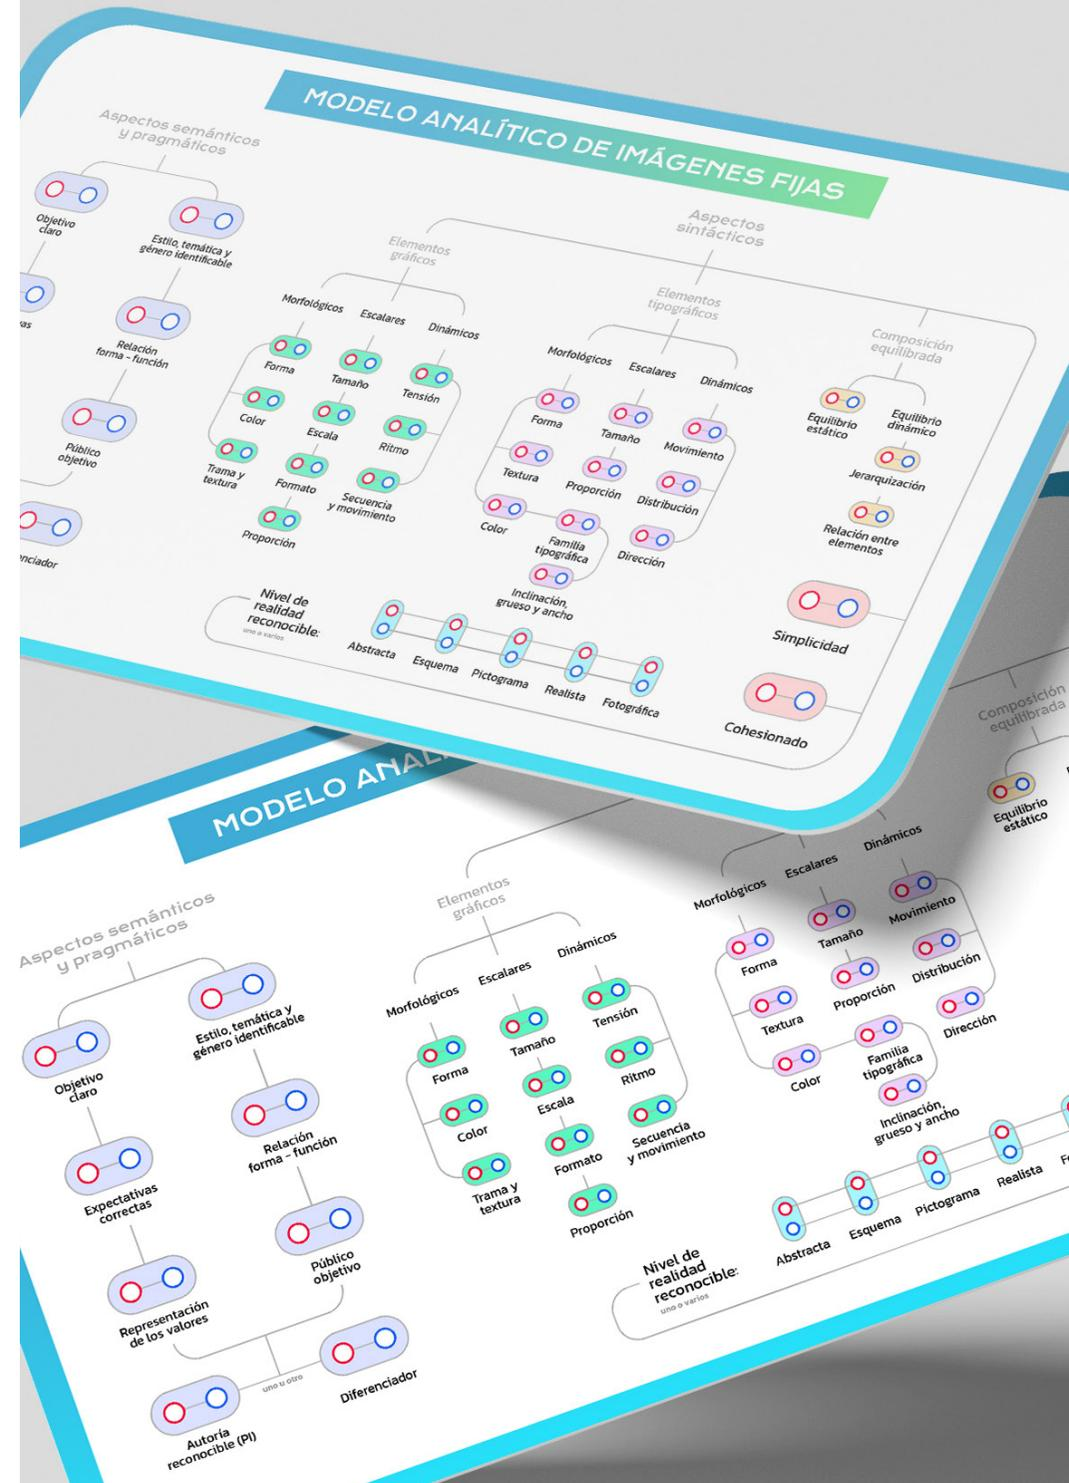 MODELO ANALÍTICO DE IMÁGENES FIJAS
Aspectos semánticos
y pragmáticos
Objetivo
claro
Estilo, temática y
género identificable
Relación
forma – función
Público
objetivo
Aspectos
sintácticos
Elementos
gráficos
Morfológicos
Escalares
Dinámicos
Forma
Tamaño
Tensión
Color
Escala
Ritmo
Trama y
textura
Formato
Secuencia
y movimiento
Proporción
Elementos
tipográficos
Morfológicos
Escalares
Dinámicos
Forma
Tamaño
Movimiento
Textura
Proporción
Distribución
Color
Familia
tipográfica
Dirección
Inclinación,
grueso y ancho
Composición
equilibrada
Equilibrio
estático
Equilibrio
dinámico
Jerarquización
Relación entre
elementos
Simplicidad
Cohesionado
Nivel de
realidad
reconocible:
uno o varios
Abstracta
Esquema
Pictograma
Realista
Fotográfica
MODELO
Aspectos semánticos
y pragmáticos
Objetivo
claro
Estilo, temática y
género identificable
Expectativas
correctas
Relación
forma – función
Representación
de los valores
Público
objetivo
uno u otro
Autoría
reconocible (PI)
Diferenciador
Elementos
gráficos
Morfológicos
Escalares
Dinámicos
Forma
Tamaño
Tensión
Color
Escala
Ritmo
Trama y
textura
Formato
Secuencia
y movimiento
Proporción
Morfológicos
Escalares
Dinámicos
Forma
Tamaño
Movimiento
Textura
Proporción
Distribución
Color
Familia
tipográfica
Dirección
Inclinación,
grueso y ancho
Composición
equilibrada
Equilibrio
estático
Nivel de
realidad
reconocible:
uno o varios
Abstracta
Esquema
Pictograma
Realista